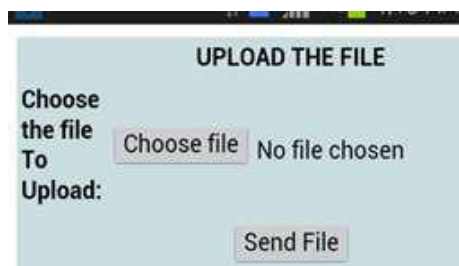 UPLOAD THE FILE
Choose
the file
To
Upload:
Choose file No file chosen
Send File